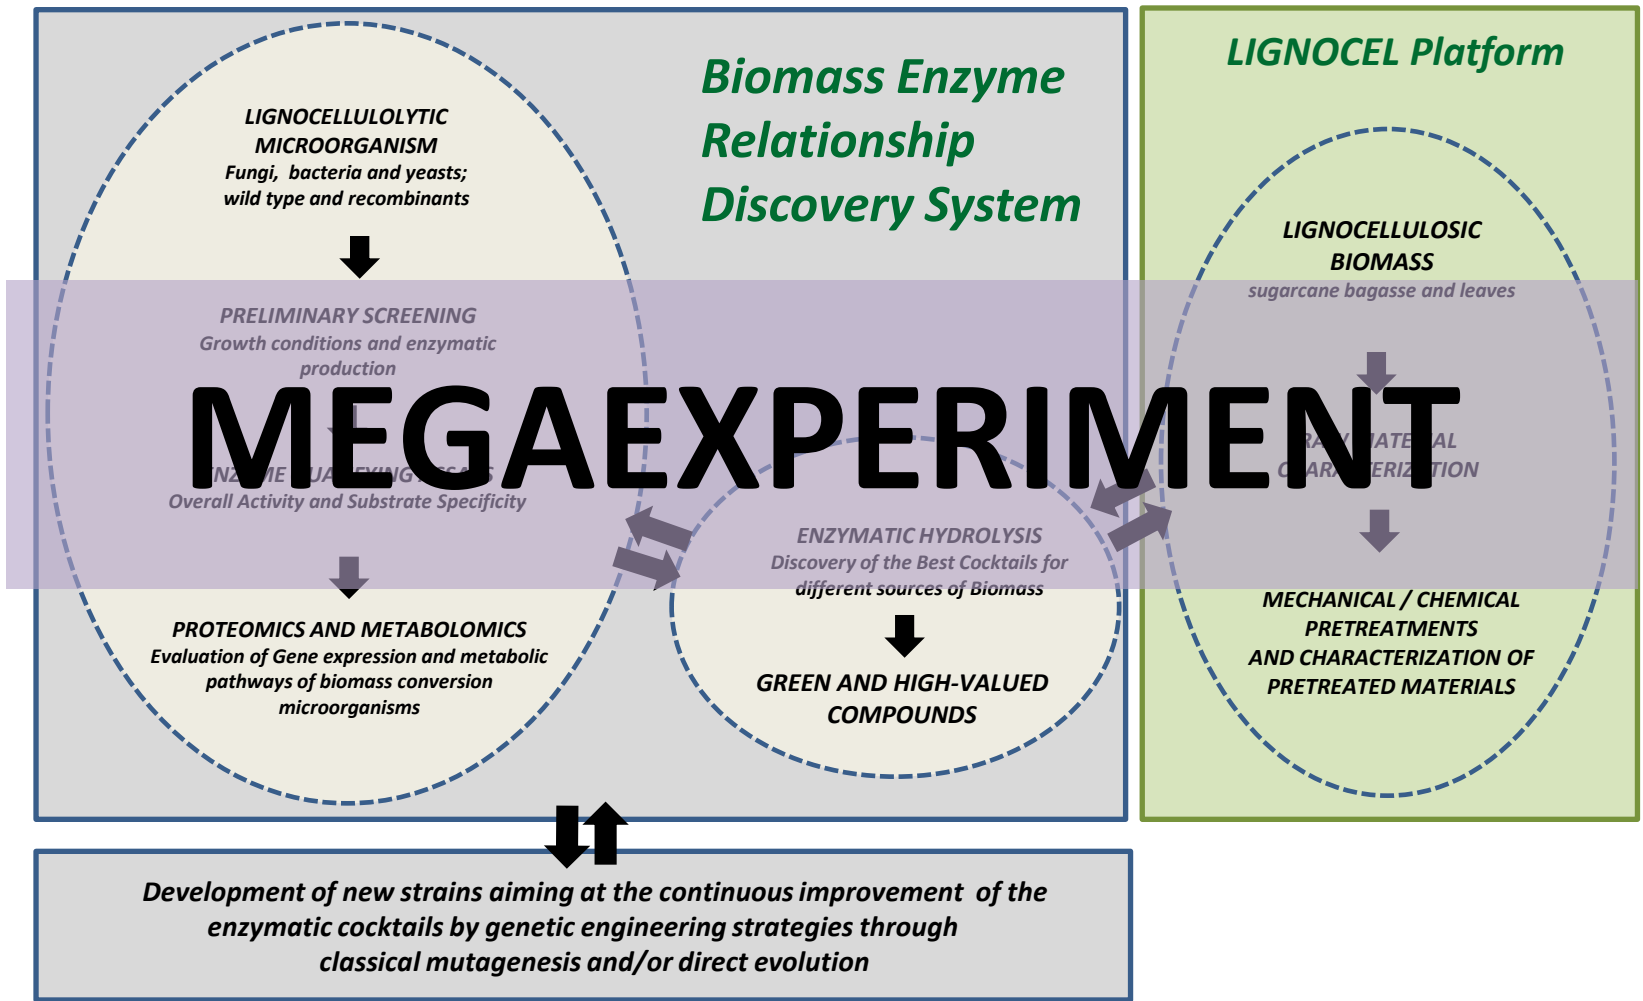 Biomass Enzyme
Relationship
Discovery System
LIGNOCELLULOLYTIC
MICROORGANISM
Fungi, bacteria and yeasts;
wild type and recombinants
PRELIMINARY SCREENING
Growth conditions and enzymatic
production
ENZYME
Overall Activity and Substrate Specificity
PROTEOMICS AND METABOLOMICS
Evaluation of Gene expression and metabolic
pathways of biomass conversion
microorganisms
MEGAEXPERIMENT
ENZYMATIC HYDROLYSIS
Discovery of the Best Cocktails for
different sources of Biomass
GREEN AND HIGH-VALUED
COMPOUNDS
LIGNOCEL Platform
LIGNOCELLULOSIC
BIOMASS
sugarcane bagasse and leaves
RAW MATERIAL
CHARACTERIZATION
MECHANICAL / CHEMICAL
PRETREATMENTS
AND CHARACTERIZATION OF
PRETREATED MATERIALS
Development of new strains aiming at the continuous improvement of the
enzymatic cocktails by genetic engineering strategies through
classical mutagenesis and/or direct evolution